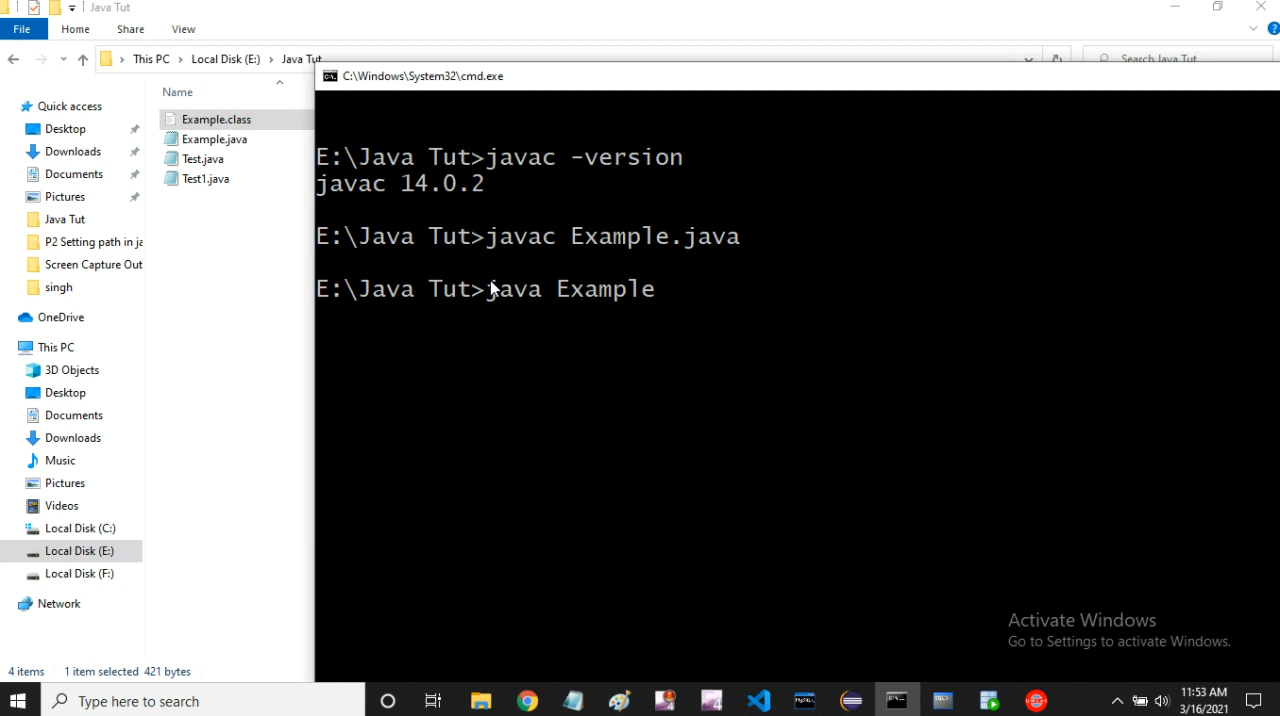 Java Tut
File Home Share View
This PC > Local Disk (E:) > Java Tut
Search Java Tut
C:\Windows\System32\cmd.exe
Name
Quick access
Desktop
Downloads
Documents
Pictures
Java Tut
P2 Setting path in ja
Screen Capture Out
singh
OneDrive
This PC
3D Objects
Desktop
Documents
Downloads
Music
Pictures
Videos
Local Disk (C:)
Local Disk (E:)
Local Disk (F:)
Network
Example.class
Example.java
Test.java
Test1.java
E:\Java Tut>javac -version
javac 14.0.2
E:\Java Tut>javac Example.java
E:\Java Tut>java Example
Activate Windows
Go to Settings to activate Windows.
4 items 1 item selected 421 bytes
Type here to search
11:53 AM
3/16/2021